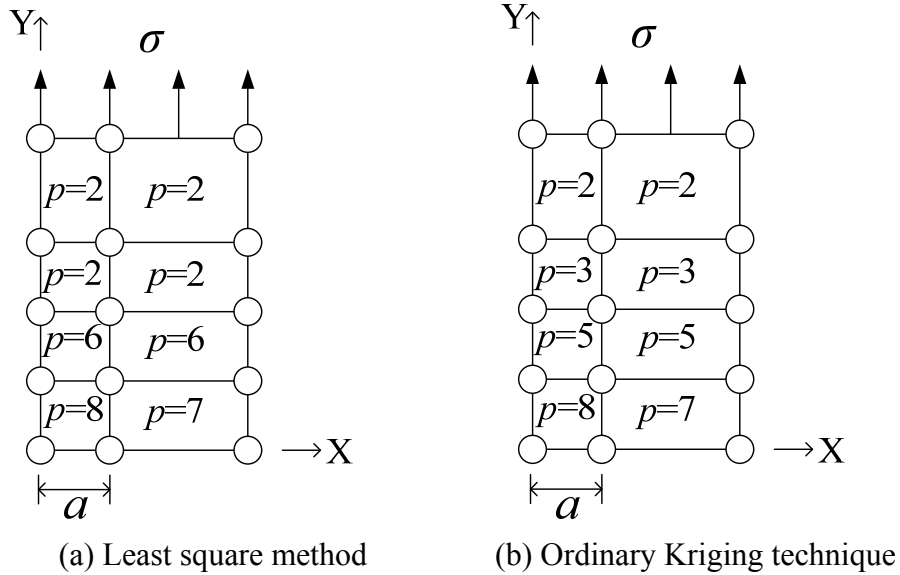 Y
σ
p=2 p=2
p=2 p=2
p=6 p=6
p=8 p=7
X
a
(a) Least square method
Y
σ
p=2 p=2
p=3 p=3
p=5 p=5
p=8 p=7
X
a
(b) Ordinary Kriging technique